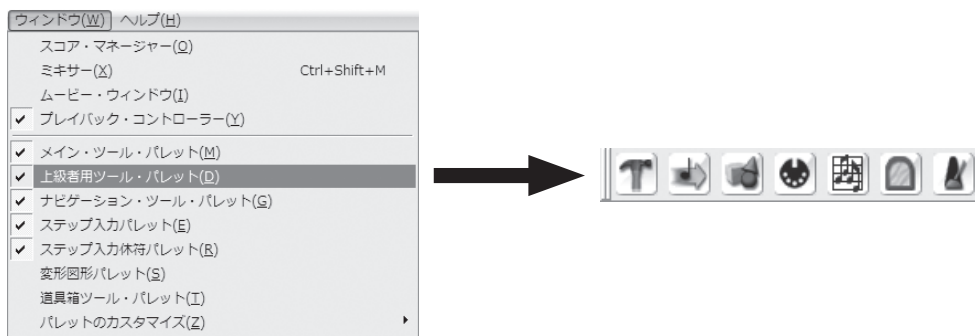 ウィンドウ(W) ヘルプ(H)
スコア・マネージャー(O)
ミキサー(X) Ctrl+Shift+M
ムービー・ウィンドウ(I)
プレイバック・コントローラー(Y)
メイン・ツール・パレット(M)
上級者用ツール・パレット(D)
ナビゲーション・ツール・パレット(G)
ステップ入力パレット(E)
ステップ入力休符パレット(R)
変形図形パレット(S)
道具箱ツール・パレット(T)
パレットのカスタマイズ(Z)